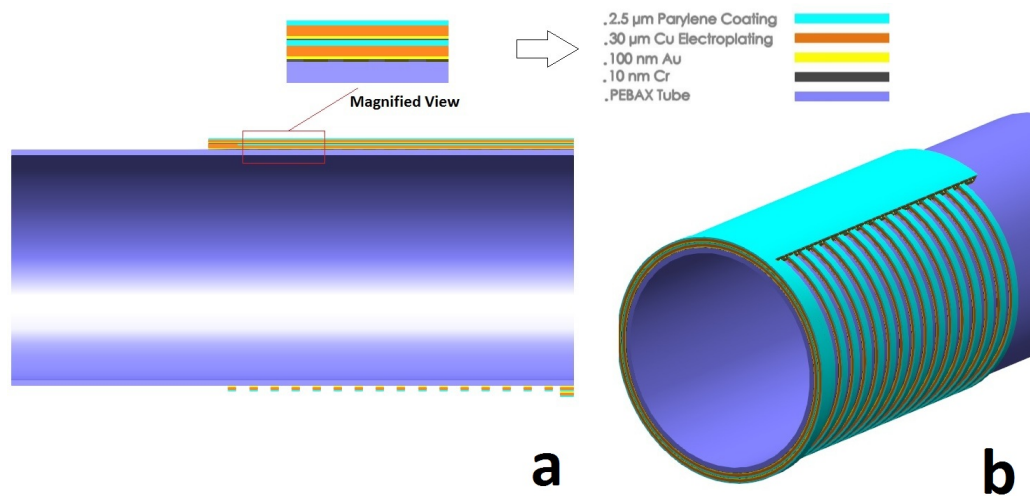 .2.5 µm Parylene Coating
.30 µm Cu Electroplating
.100 nm Au
.10 nm Cr
.PEBAX Tube
Magnified View
a
b